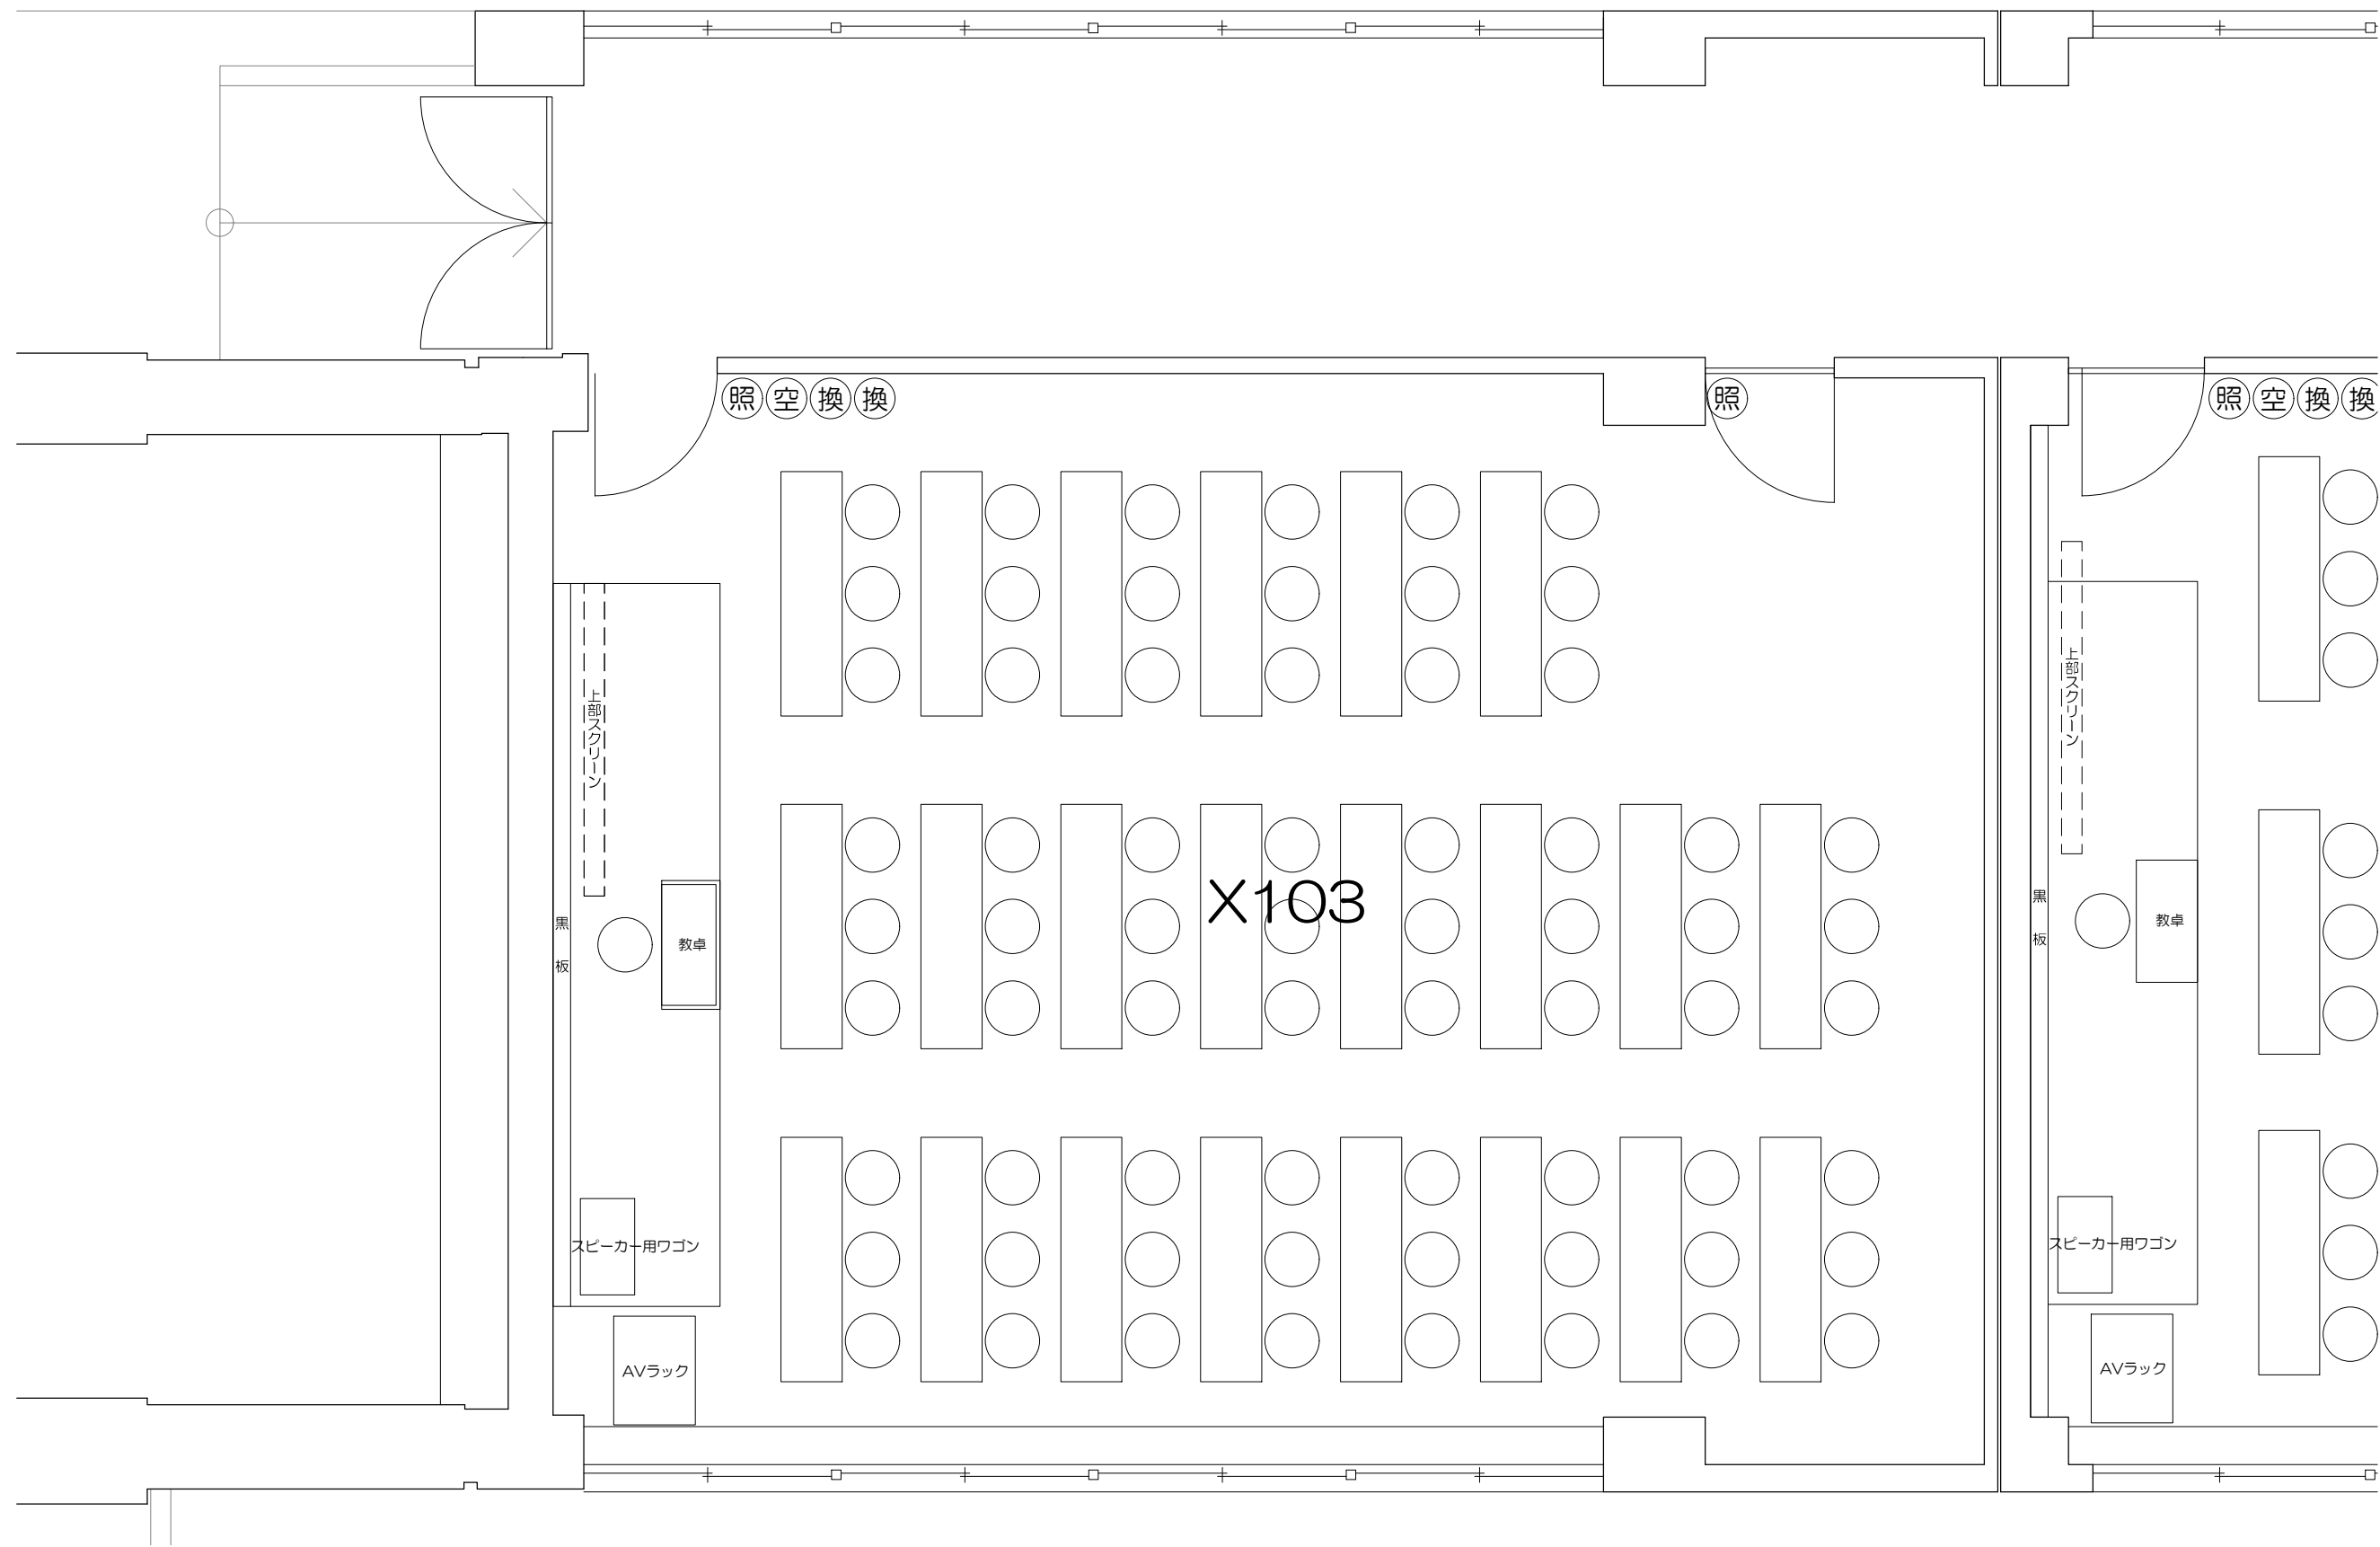 照 空 換 換
照
照 空 換 換
上部スクリーン
上部スクリーン
X103
黒板
教卓
黒板
教卓
スピーカー用ワゴン
スピーカー用ワゴン
AVラック
AVラック